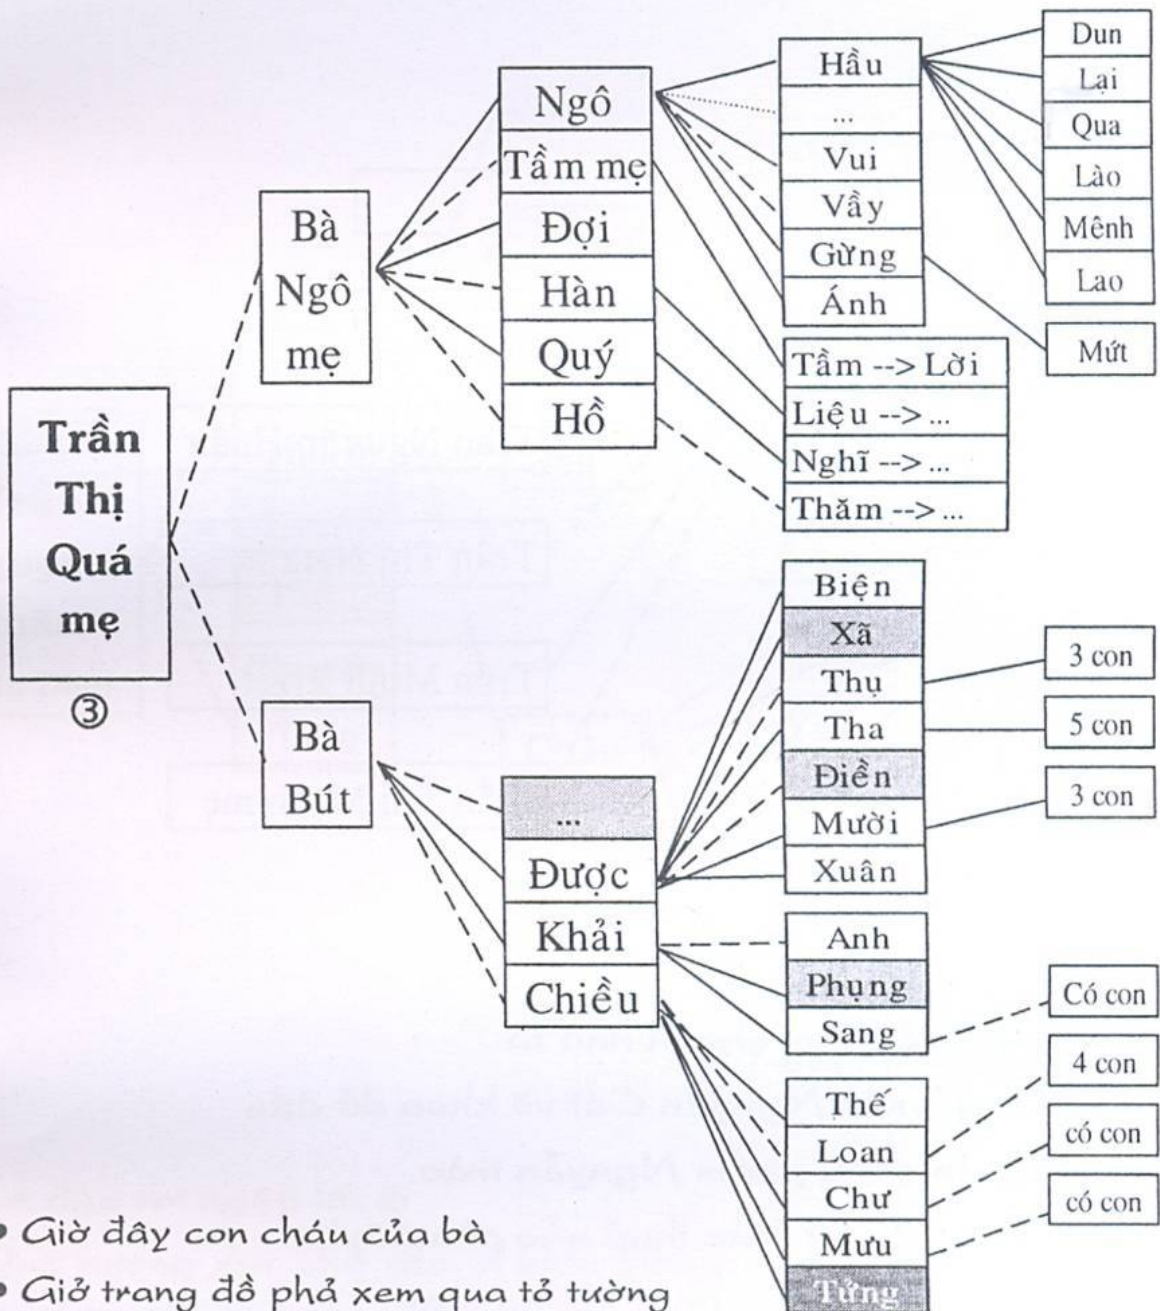 Trần
Thị
Quá
mẹ
③
Bà
Ngô
mẹ
Bà
Bút
Ngô
Tầm mẹ
Đợi
Hàn
Quý
Hồ
...
Được
Khải
Chiều
Hầu
...
Vui
Vầy
Gừng
Ánh
Tầm --> Lời
Liệu --> ...
Nghĩ --> ...
Thăm --> ...
Biện
Xã
Thụ
Tha
Điền
Mười
Xuân
Anh
Phụng
Sang
Thế
Loan
Chư
Mưu
Tửng
Dun
Lại
Qua
Lào
Mênh
Lao
Mứt
3 con
5 con
3 con
Có con
4 con
có con
có con
• Giờ đây con cháu của bà
• Giở trang đồ phả xem qua tỏ tường